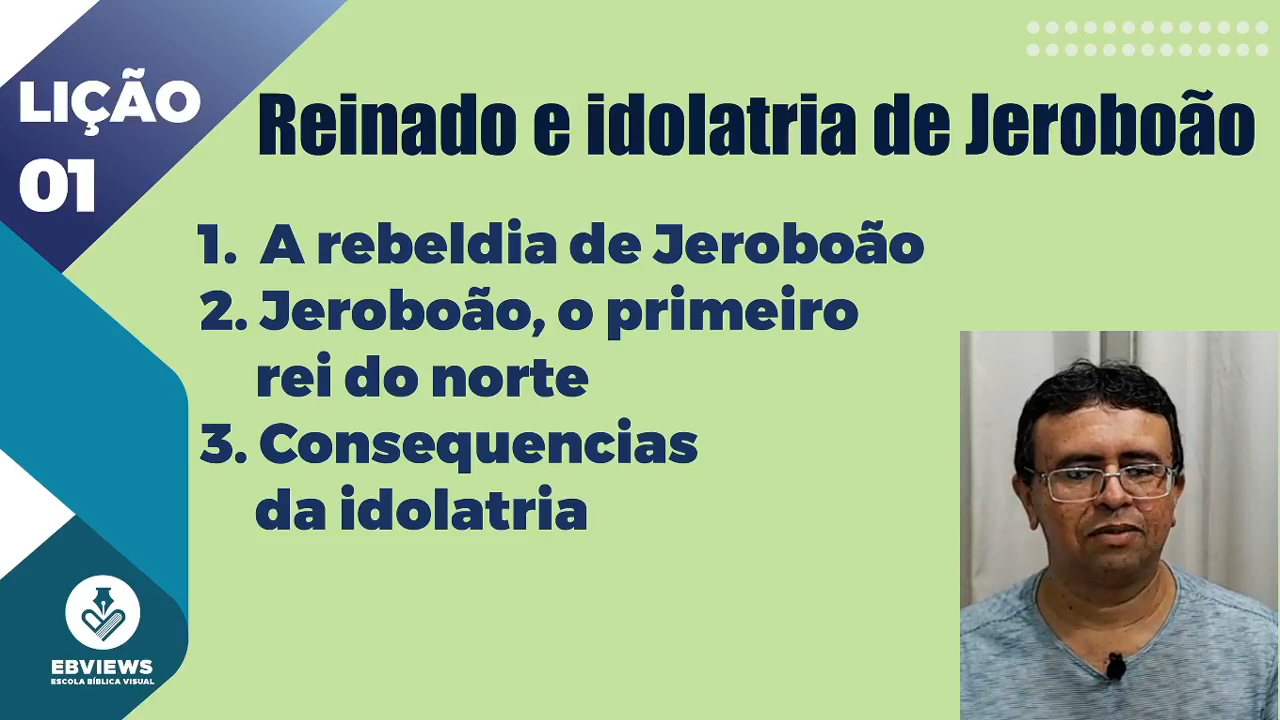 LIÇÃO
01
Reinado e idolatria de Jeroboão
1. A rebeldia de Jeroboão
2. Jeroboão, o primeiro
rei do norte
3. Consequencias
da idolatria
EBVIEWS
ESCOLA BÍBLICA VISUAL